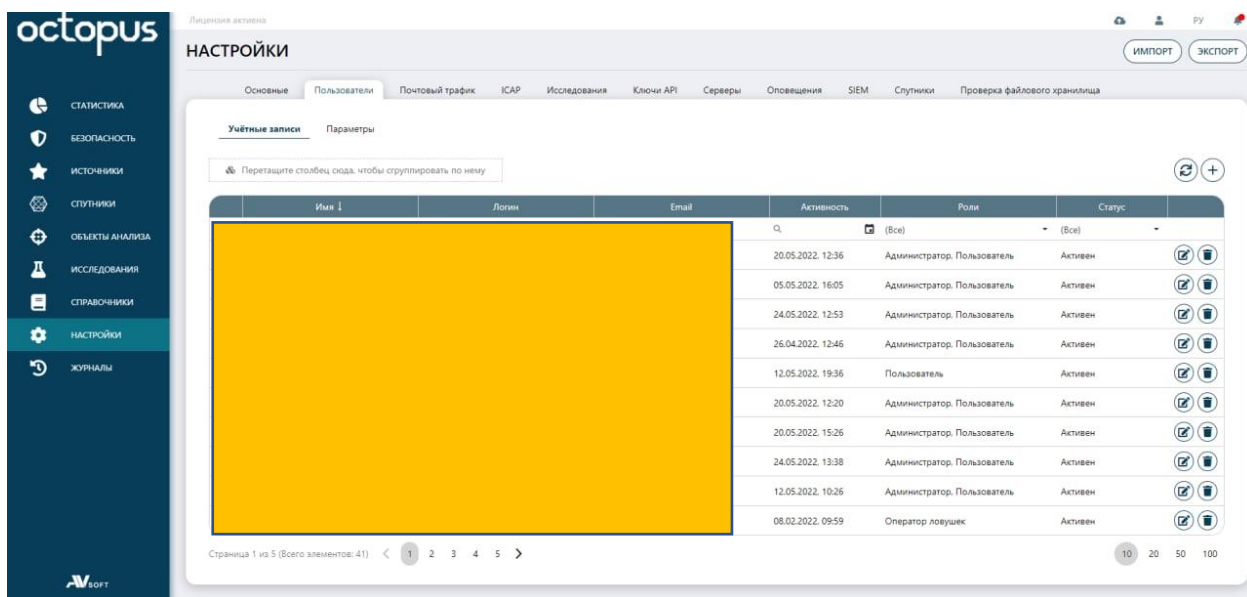 octopus
Лицензия активна
РУ
НАСТРОЙКИ
ИМПОРТ
ЭКСПОРТ
Основные Пользователи Почтовый трафик ICAP Исследования Ключи API Серверы Оповещения SIEM Спутники Проверка файлового хранилища
СТАТИСТИКА
БЕЗОПАСНОСТЬ
ИСТОЧНИКИ
СПУТНИКИ
ОБЪЕКТЫ АНАЛИЗА
ИССЛЕДОВАНИЯ
СПРАВОЧНИКИ
НАСТРОЙКИ
ЖУРНАЛЫ
Учётные записи Параметры
Перетащите столбец сюда, чтобы сгруппировать по нему
Имя Логин Email Активность Роли Статус
(Все) (Все)
20.05.2022, 12:36 Администратор, Пользователь Активен
05.05.2022, 16:05 Администратор, Пользователь Активен
24.05.2022, 12:53 Администратор, Пользователь Активен
26.04.2022, 12:46 Администратор, Пользователь Активен
12.05.2022, 19:36 Пользователь Активен
20.05.2022, 12:20 Администратор, Пользователь Активен
20.05.2022, 15:26 Администратор, Пользователь Активен
24.05.2022, 13:38 Администратор, Пользователь Активен
12.05.2022, 10:26 Администратор, Пользователь Активен
08.02.2022, 09:59 Оператор ловушек Активен
Страница 1 из 5 (Всего элементов: 41) 1 2 3 4 5
10 20 50 100
AVSOFT